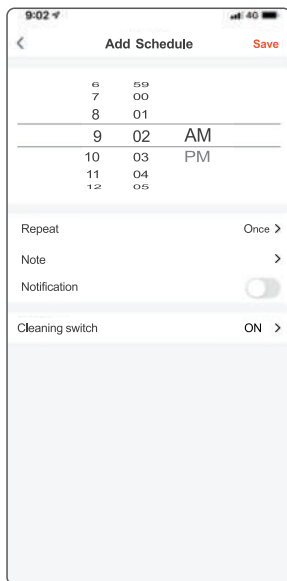 9:02 4G
Add Schedule Save
6 59
7 00
8 01
9 02 AM
10 03 PM
11 04
12 05
Repeat Once
Note
Notification
Cleaning switch ON